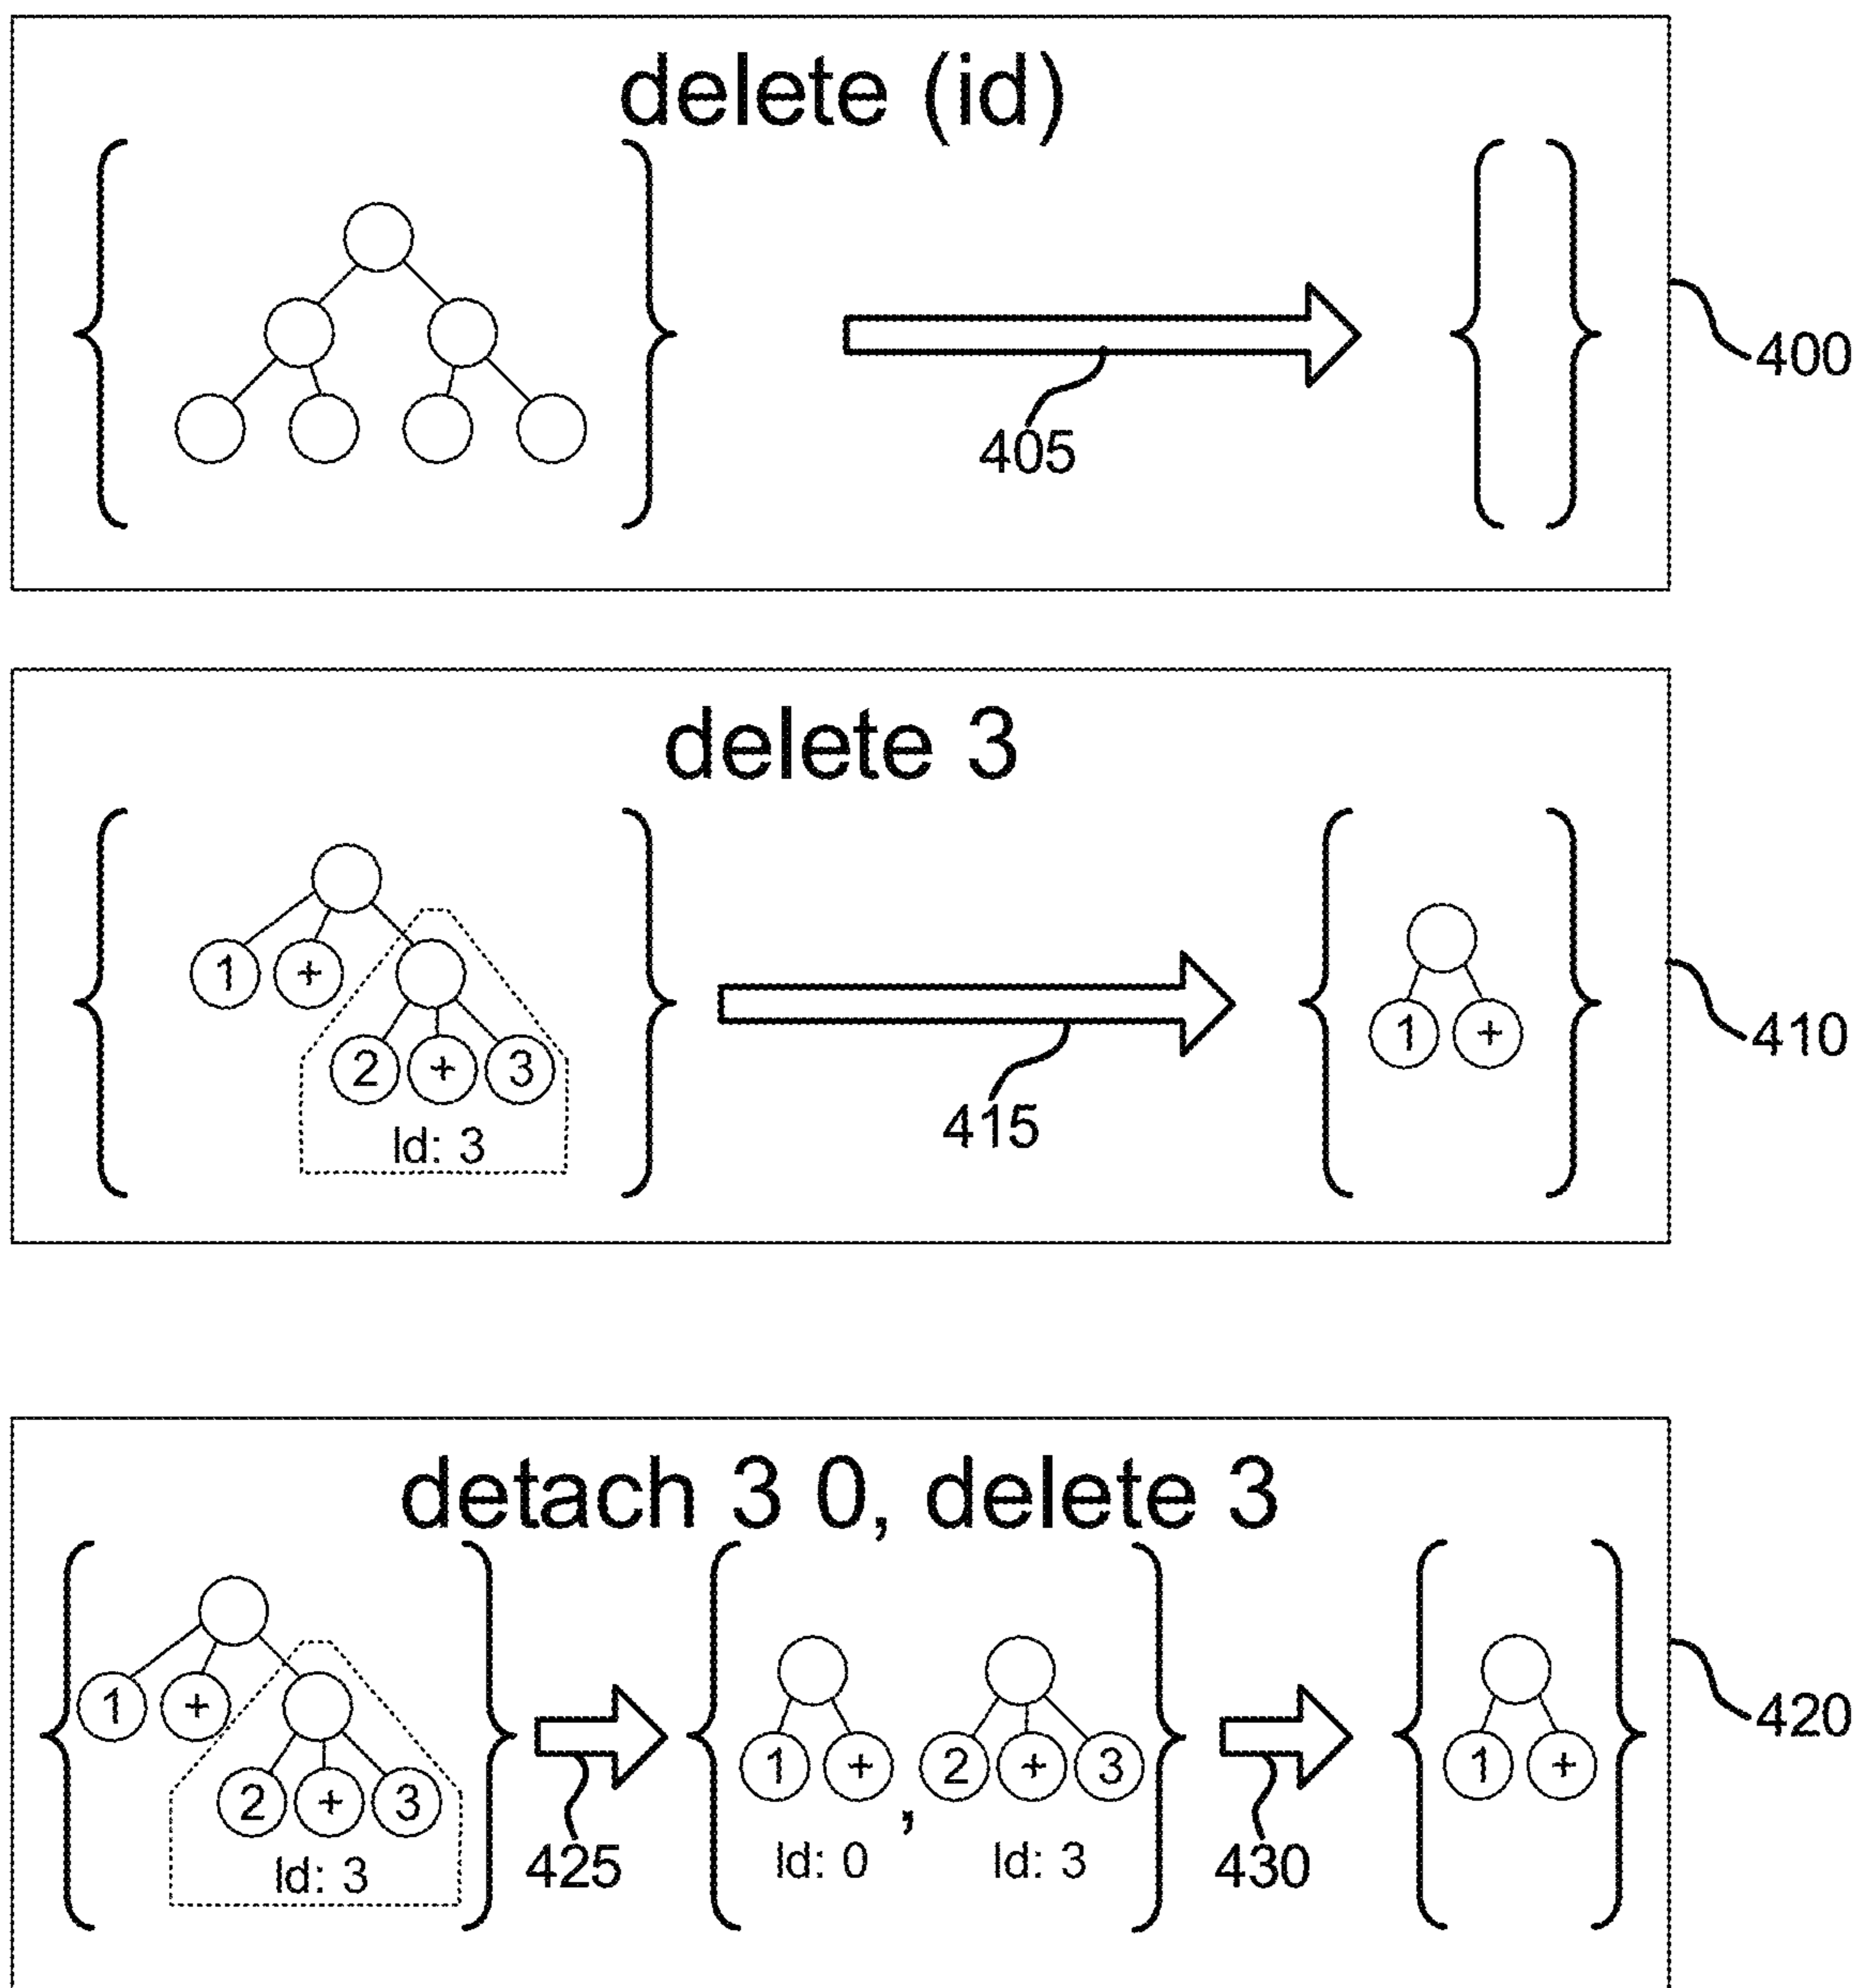 delete (id)
400
405
delete 3
1 +
1 +
410
2 + 3
Id: 3
415
detach 3 0, delete 3
1 +
420
1 + 2 + 3 1 +
2 + 3
,
Id: 3 425 Id: 0 Id: 3 430